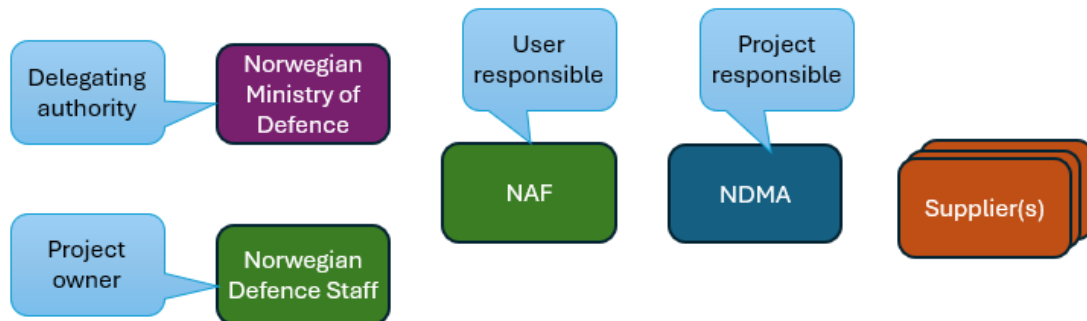 Delegating
authority
Norwegian
Ministry of
Defence
User
responsible
NAF
Project
responsible
NDMA
Supplier(s)
Project
owner
Norwegian
Defence Staff